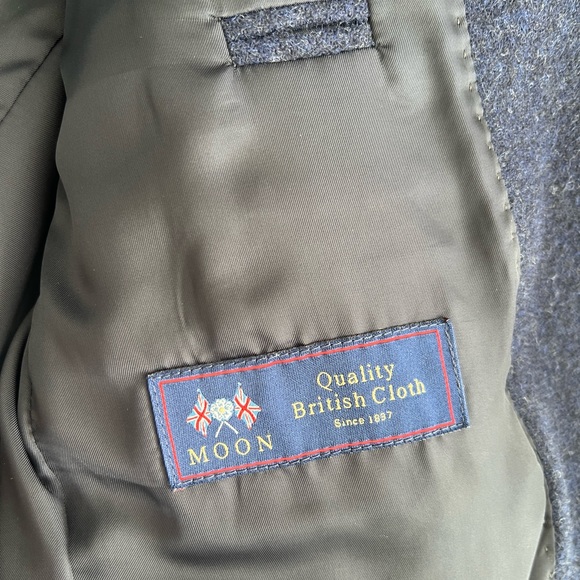 MOON
Quality
British Cloth
Since 1837